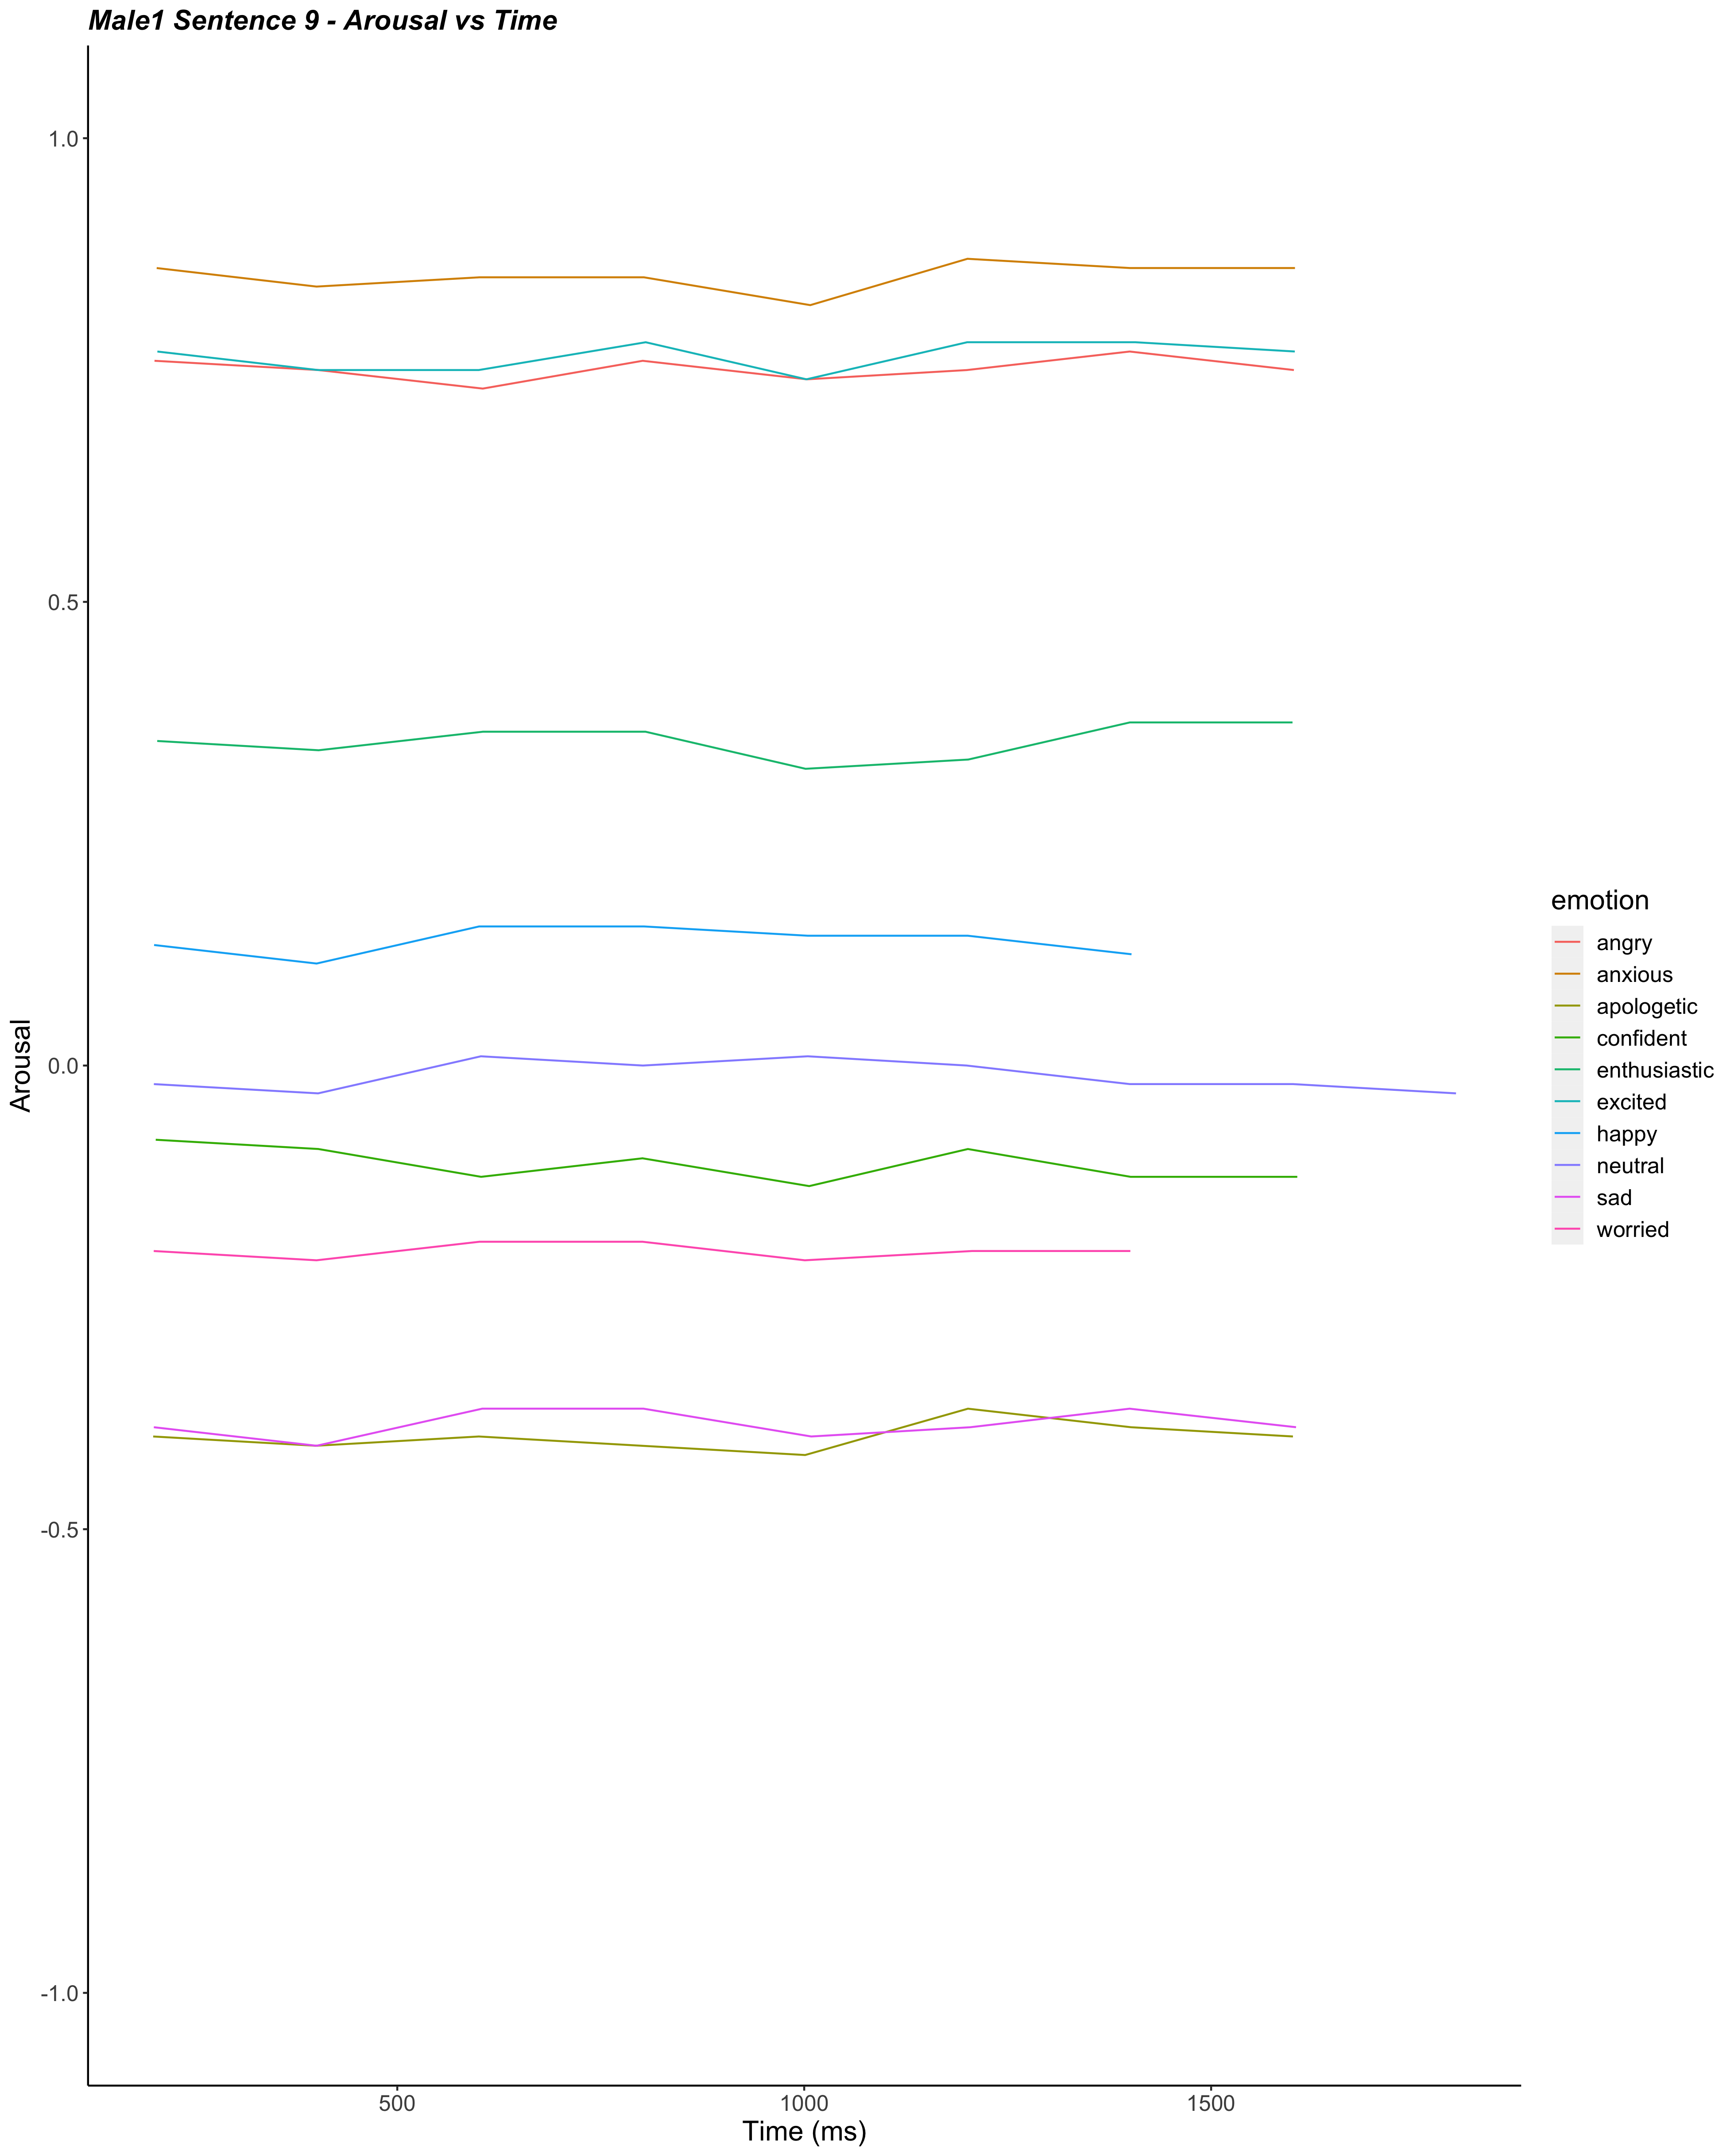 Male1 Sentence 9 - Arousal vs Time
1.0
0.5
0.0
-0.5
-1.0
Arousal
500
1000
1500
Time (ms)
emotion
angry
anxious
apologetic
confident
enthusiastic
excited
happy
neutral
sad
worried